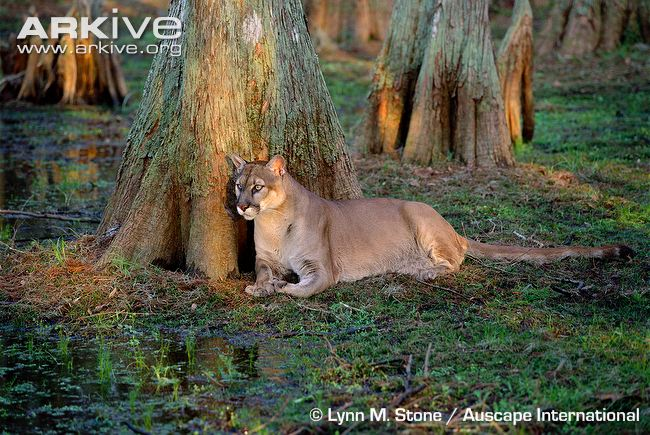 ARKive
www.arkive.org
© Lynn M. Stone / Auscape International